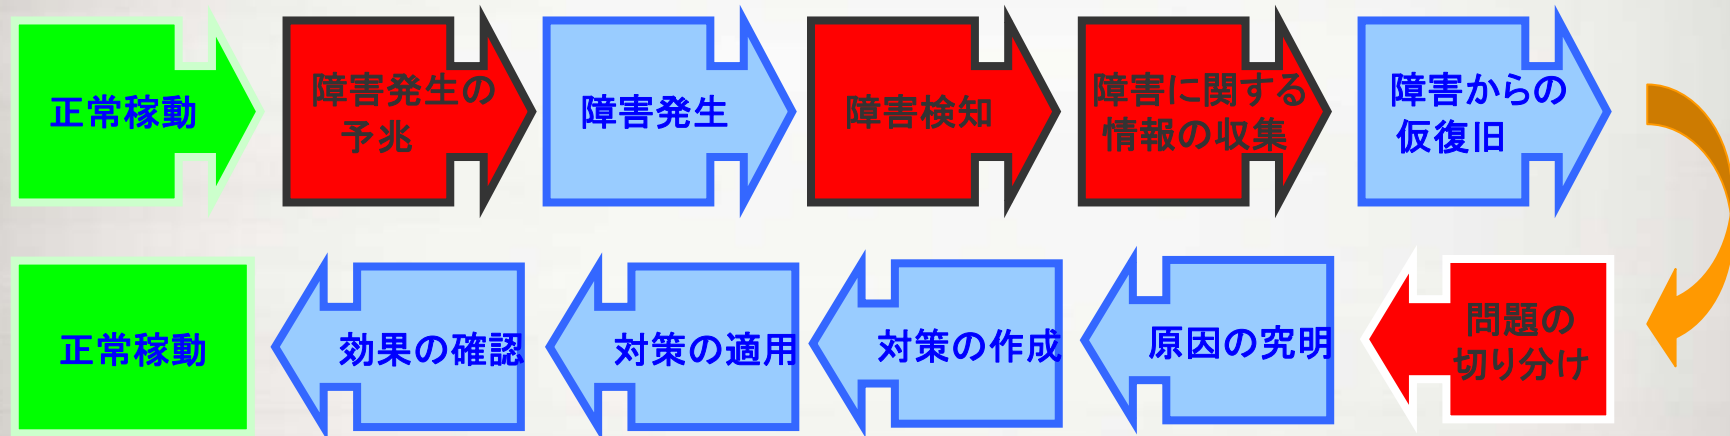 正常稼動
障害発生の
予兆
障害発生
障害検知
障害に関する
情報の収集
障害からの
仮復旧
問題の
切り分け
原因の究明
対策の作成
対策の適用
効果の確認
正常稼動